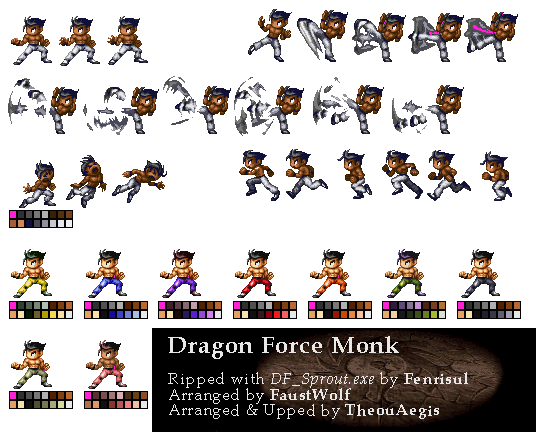 Dragon Force Monk
Ripped with DF_Sprout.exe by Fenrisul
Arranged by FaustWolf
Arranged & Upped by TheouAegis